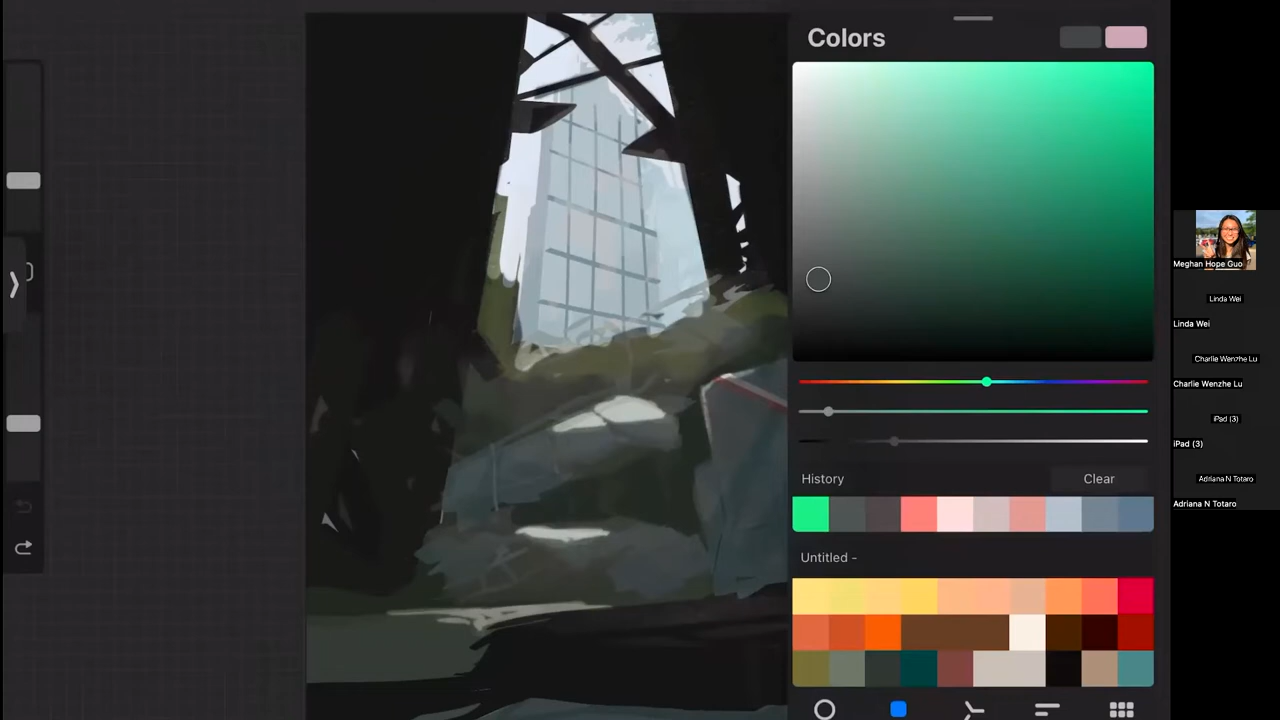 Colors
History
Clear
Untitled -
Meghan Hope Guo
Linda Wei
Linda Wei
Charlie Wenzhe Lu
Charlie Wenzhe Lu
iPad (3)
iPad (3)
Adriana N Totaro
Adriana N Totaro